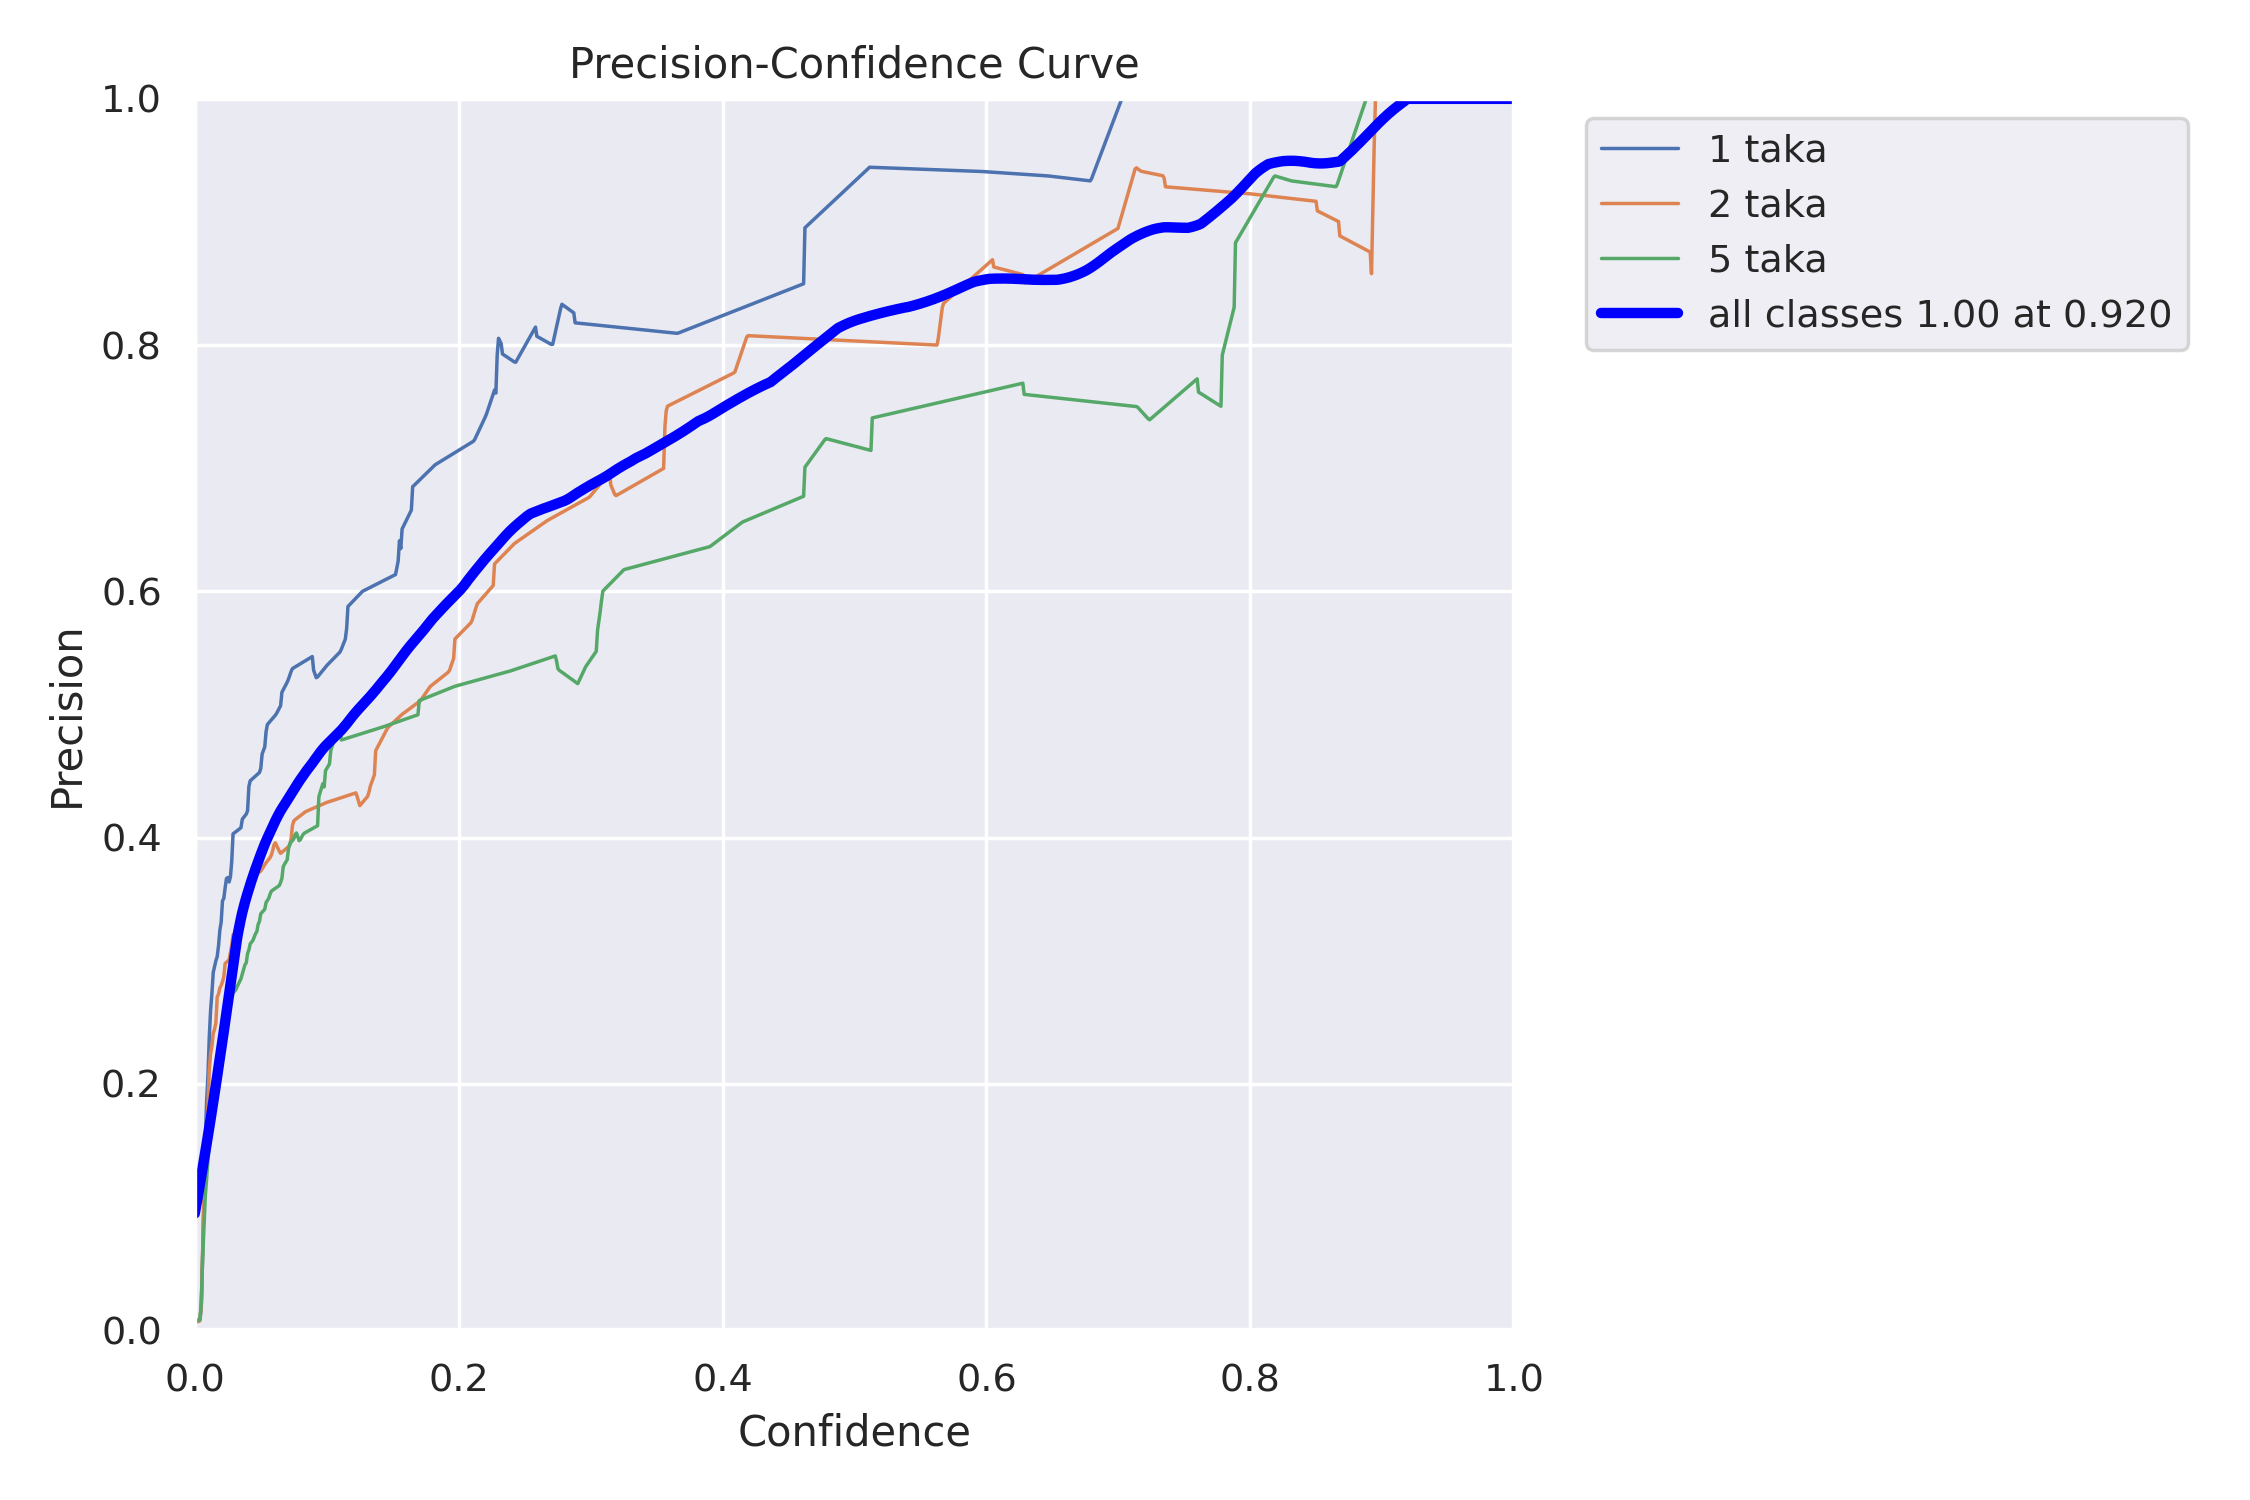 Precision-Confidence Curve
1.0
0.8
0.6
0.4
0.2
0.0
Precision
0.0 0.2 0.4 0.6 0.8 1.0
Confidence
1 taka
2 taka
5 taka
all classes 1.00 at 0.920